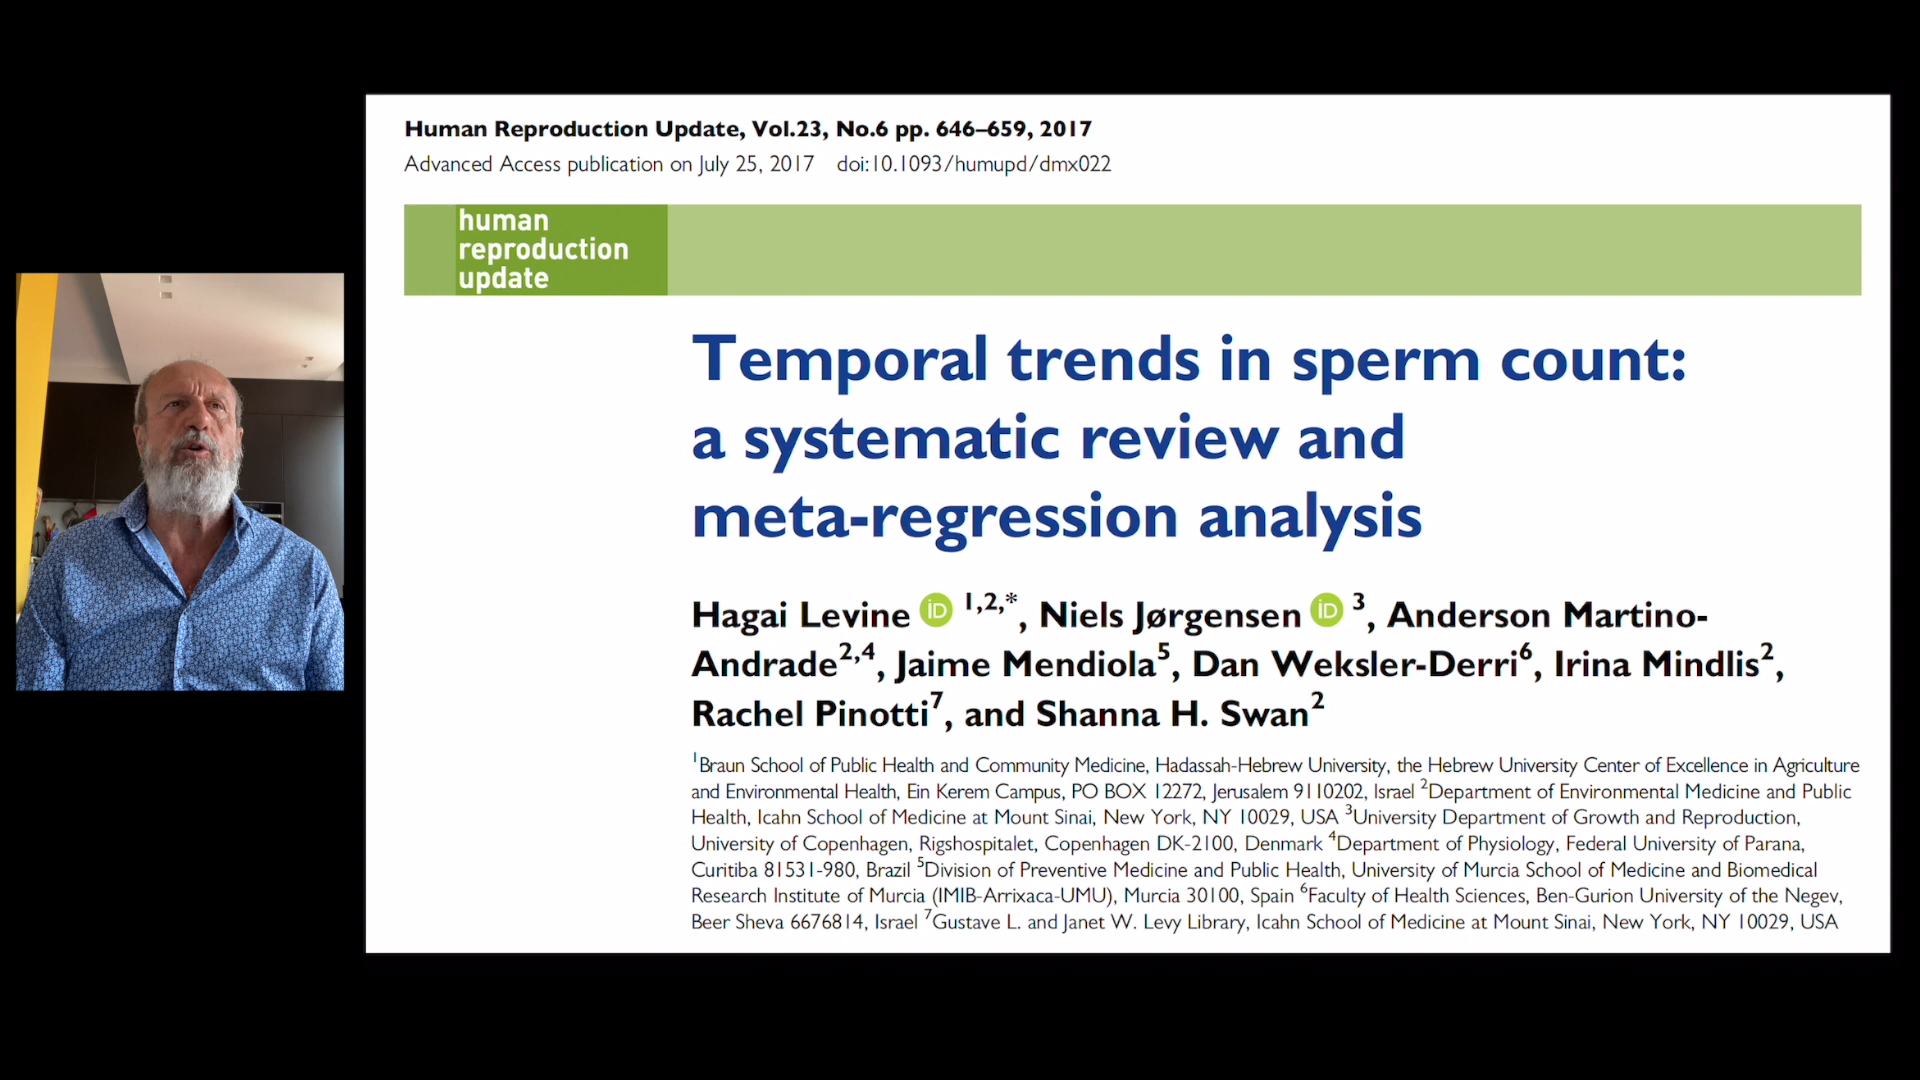 Human Reproduction Update, Vol.23, No.6 pp. 646–659, 2017
Advanced Access publication on July 25, 2017 doi:10.1093/humupd/dmx022
human
reproduction
update
Temporal trends in sperm count:
a systematic review and
meta-regression analysis
Hagai Levine iD 1,2,*, Niels Jørgensen iD 3, Anderson Martino-
Andrade2,4, Jaime Mendiola5, Dan Weksler-Derri6, Irina Mindlis2,
Rachel Pinotti7, and Shanna H. Swan2
1Braun School of Public Health and Community Medicine, Hadassah-Hebrew University, the Hebrew University Center of Excellence in Agriculture
and Environmental Health, Ein Kerem Campus, PO BOX 12272, Jerusalem 9110202, Israel 2Department of Environmental Medicine and Public
Health, Icahn School of Medicine at Mount Sinai, New York, NY 10029, USA 3University Department of Growth and Reproduction,
University of Copenhagen, Rigshospitalet, Copenhagen DK-2100, Denmark 4Department of Physiology, Federal University of Parana,
Curitiba 81531-980, Brazil 5Division of Preventive Medicine and Public Health, University of Murcia School of Medicine and Biomedical
Research Institute of Murcia (IMIB-Arrixaca-UMU), Murcia 30100, Spain 6Faculty of Health Sciences, Ben-Gurion University of the Negev,
Beer Sheva 6676814, Israel 7Gustave L. and Janet W. Levy Library, Icahn School of Medicine at Mount Sinai, New York, NY 10029, USA